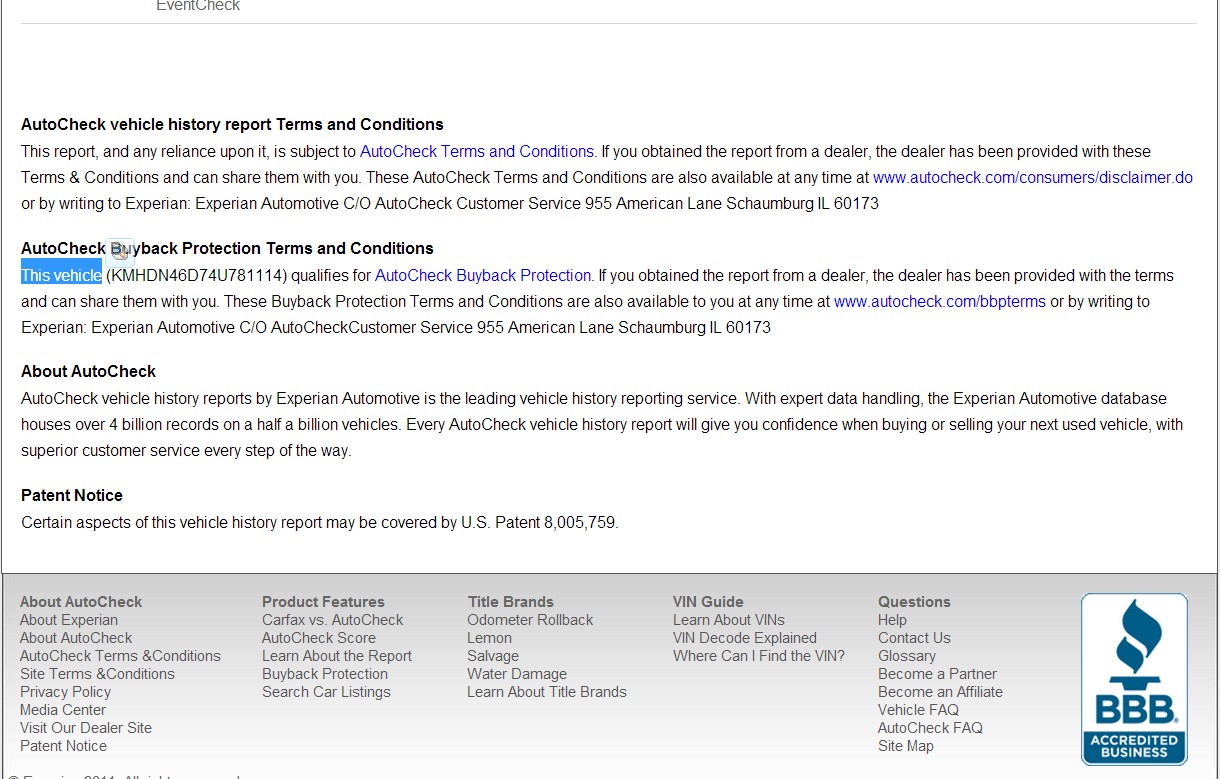 EventCheck
AutoCheck vehicle history report Terms and Conditions
This report, and any reliance upon it, is subject to AutoCheck Terms and Conditions. If you obtained the report from a dealer, the dealer has been provided with these
Terms & Conditions and can share them with you. These AutoCheck Terms and Conditions are also available at any time at www.autocheck.com/consumers/disclaimer.do
or by writing to Experian: Experian Automotive C/O AutoCheck Customer Service 955 American Lane Schaumburg IL 60173
AutoCheck Buyback Protection Terms and Conditions
This vehicle (KMHDN46D74U781114) qualifies for AutoCheck Buyback Protection. If you obtained the report from a dealer, the dealer has been provided with the terms
and can share them with you. These Buyback Protection Terms and Conditions are also available to you at any time at www.autocheck.com/bbpterms or by writing to
Experian: Experian Automotive C/O AutoCheckCustomer Service 955 American Lane Schaumburg IL 60173
About AutoCheck
AutoCheck vehicle history reports by Experian Automotive is the leading vehicle history reporting service. With expert data handling, the Experian Automotive database
houses over 4 billion records on a half a billion vehicles. Every AutoCheck vehicle history report will give you confidence when buying or selling your next used vehicle, with
superior customer service every step of the way.
Patent Notice
Certain aspects of this vehicle history report may be covered by U.S. Patent 8,005,759.
About AutoCheck
About Experian
About AutoCheck
AutoCheck Terms &Conditions
Site Terms &Conditions
Privacy Policy
Media Center
Visit Our Dealer Site
Patent Notice
Product Features
Carfax vs. AutoCheck
AutoCheck Score
Learn About the Report
Buyback Protection
Search Car Listings
Title Brands
Odometer Rollback
Lemon
Salvage
Water Damage
Learn About Title Brands
VIN Guide
Learn About VINs
VIN Decode Explained
Where Can I Find the VIN?
Questions
Help
Contact Us
Glossary
Become a Partner
Become an Affiliate
Vehicle FAQ
AutoCheck FAQ
Site Map
BBB.
ACCREDITED
BUSINESS
© Experian 2011. All rights reserved